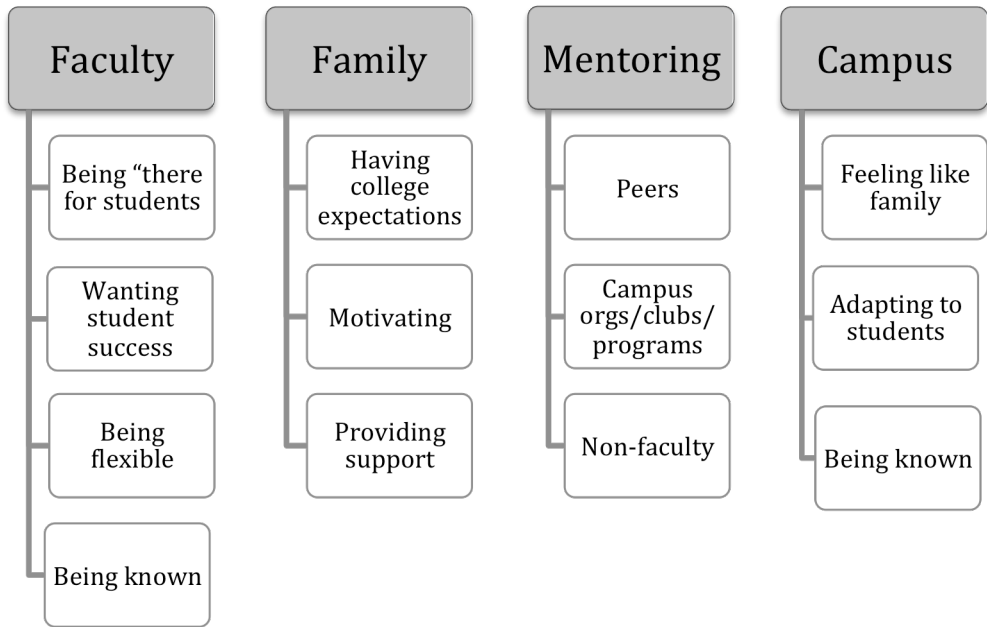 Faculty
Being “there
for students
Wanting
student
success
Being
flexible
Being known
Family
Having
college
expectations
Motivating
Providing
support
Mentoring
Peers
Campus
orgs/clubs/
programs
Non-faculty
Campus
Feeling like
family
Adapting to
students
Being known